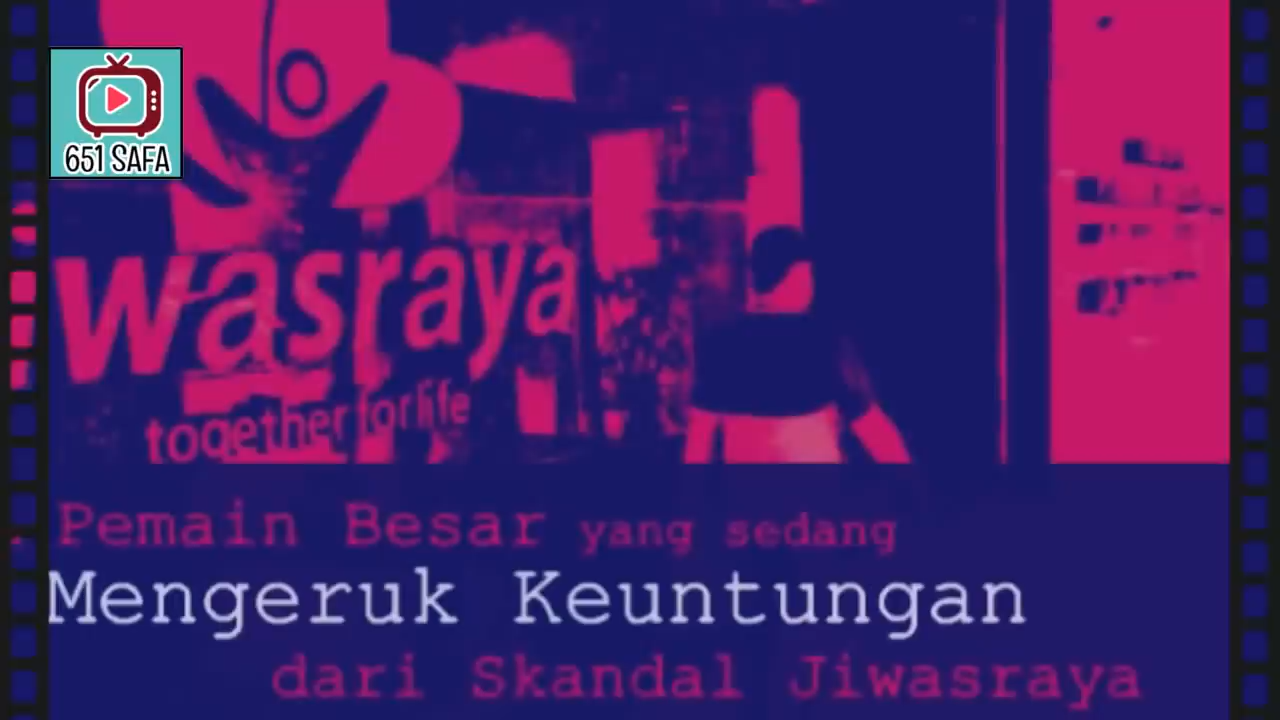 651 SAFA
wasraya
together for life
Pemain Besar yang sedang
Mengeruk Keuntungan
dari Skandal Jiwasraya